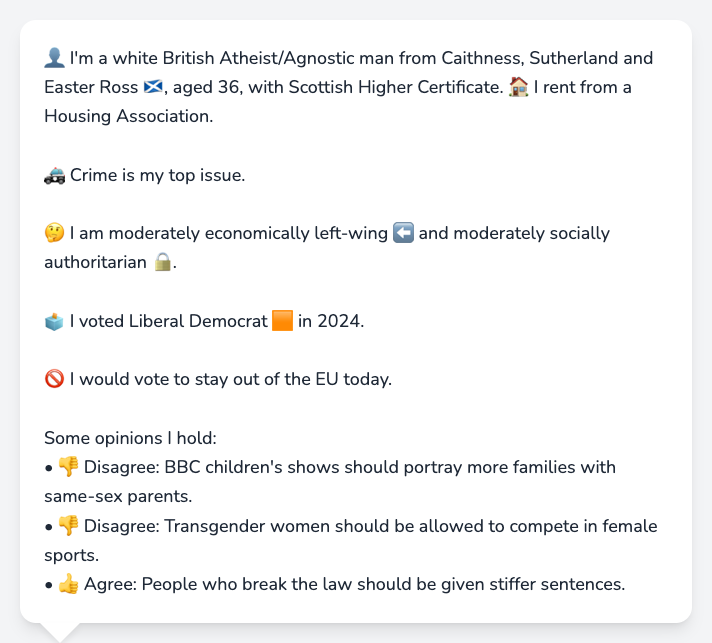 👤 I'm a white British Atheist/Agnostic man from Caithness, Sutherland and
Easter Ross 🏴󠁧󠁢󠁳󠁣󠁴󠁿, aged 36, with Scottish Higher Certificate. 🏠 I rent from a
Housing Association.
🚓 Crime is my top issue.
🤔 I am moderately economically left-wing ⬅️ and moderately socially
authoritarian 🔒.
🗳️ I voted Liberal Democrat 🟧 in 2024.
🚫 I would vote to stay out of the EU today.
Some opinions I hold:
• 👎 Disagree: BBC children's shows should portray more families with
same-sex parents.
• 👎 Disagree: Transgender women should be allowed to compete in female
sports.
• 👍 Agree: People who break the law should be given stiffer sentences.